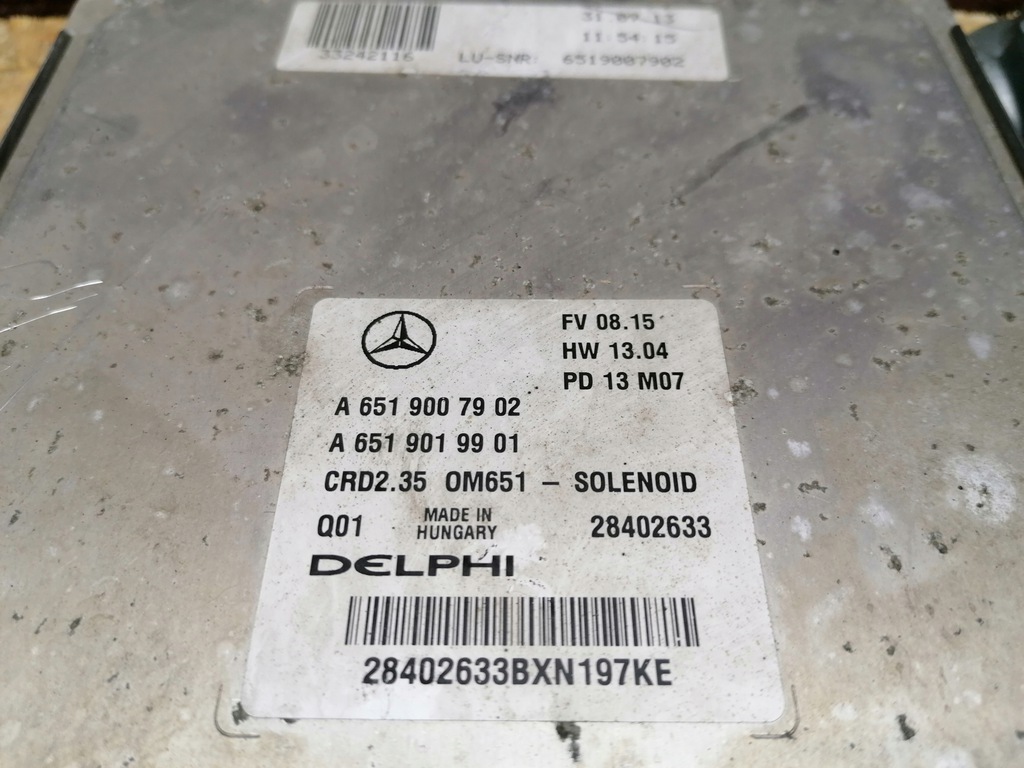 31.07.13
11:54:15
33242116 LU-SNR: 6519007902
FV 08.15
HW 13.04
PD 13 M07
A 651 900 79 02
A 651 901 99 01
CRD2.35 OM651 – SOLENOID
Q01 MADE IN HUNGARY 28402633
DELPHI
28402633BXN197KE